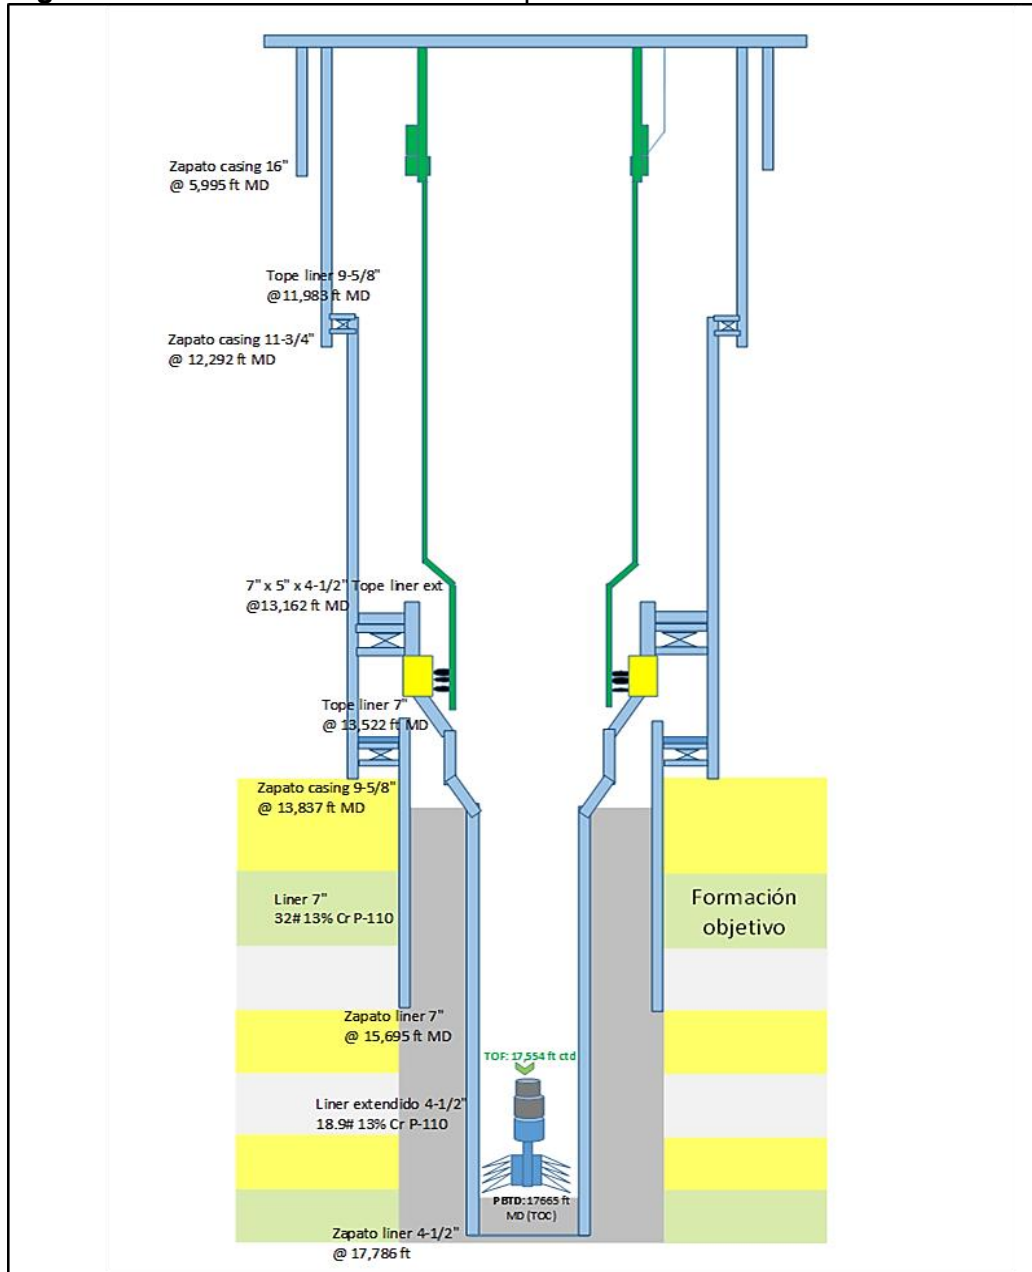 Zapato casing 16"
@ 5,995 ft MD
Tope liner 9-5/8"
@11,983 ft MD
Zapato casing 11-3/4"
@ 12,292 ft MD
7" x 5" x 4-1/2" Tope liner ext
@13,162 ft MD
Tope liner 7"
@ 13,522 ft MD
Zapato casing 9-5/8"
@ 13,837 ft MD
Liner 7"
32# 13% Cr P-110
Formación
objetivo
Zapato liner 7"
@ 15,695 ft MD
TOF: 17,554 ft ctd
Liner extendido 4-1/2"
18.9# 13% Cr P-110
PBTD: 17665 ft
MD (TOC)
Zapato liner 4-1/2"
@ 17,786 ft